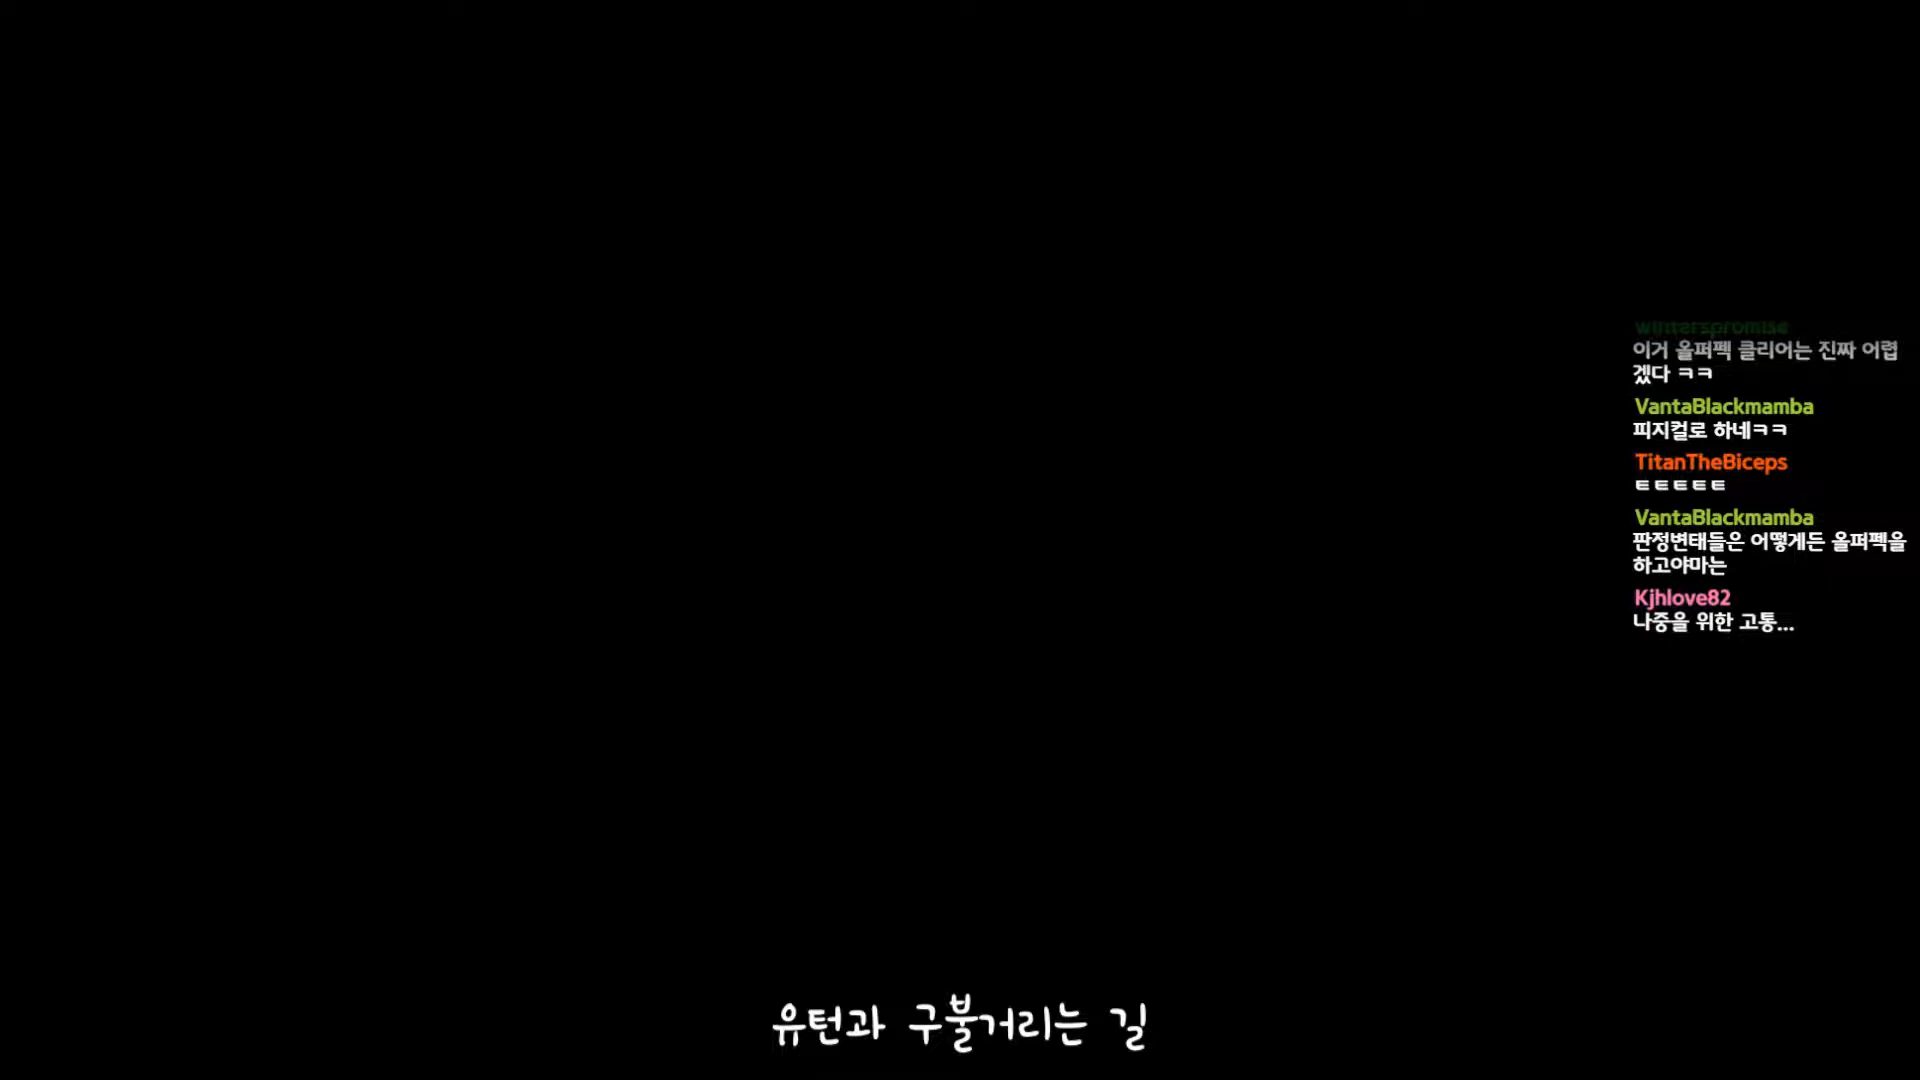 winterspromise
이거 올퍼펙 클리어는 진짜 어렵
겠다 ㅋㅋ
VantaBlackmamba
피지컬로 하네ㅋㅋ
TitanTheBiceps
ㅌㅌㅌㅌㅌ
VantaBlackmamba
판정변태들은 어떻게든 올퍼펙을
하고야마는
Kjhlove82
나중을 위한 고통...
유턴과 구불거리는 길